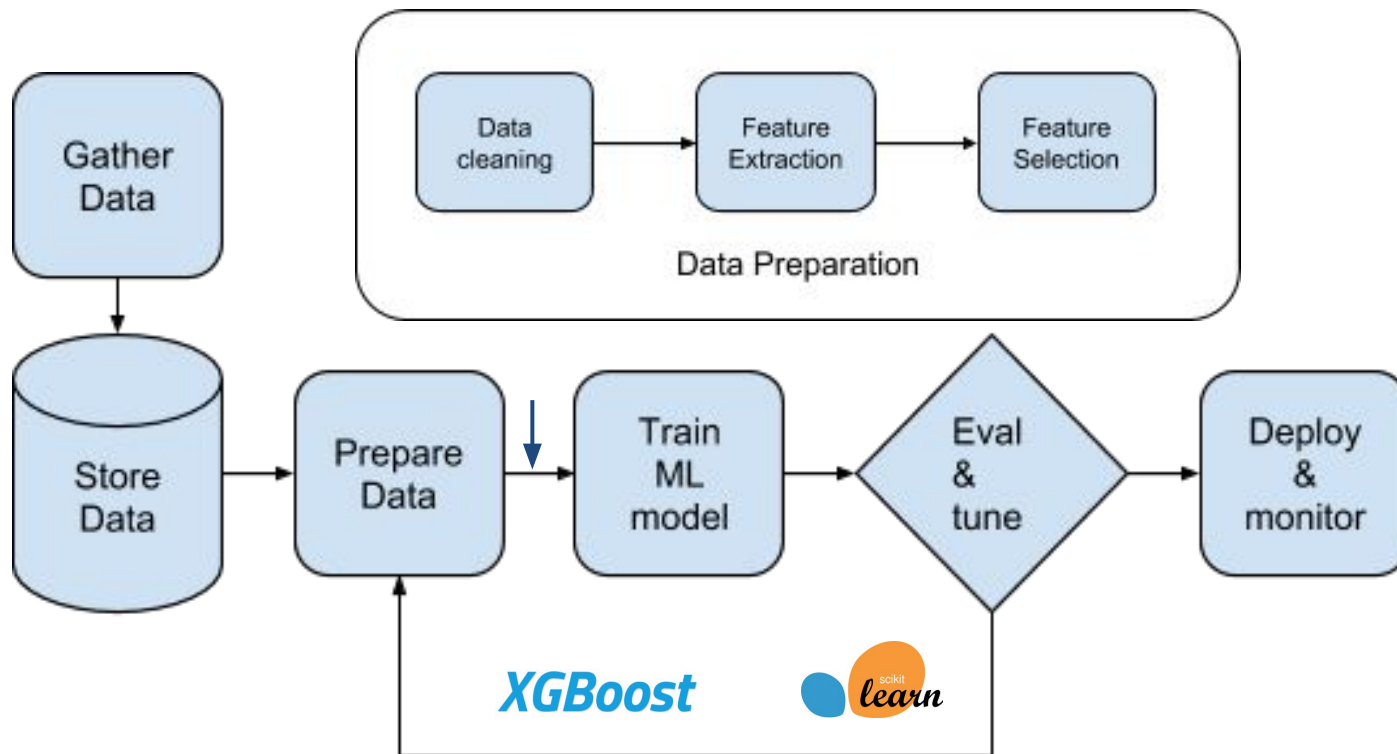 Gather
Data
Data
cleaning
Feature
Extraction
Feature
Selection
Data Preparation
Store
Data
Prepare
Data
Train
ML
model
Eval
&
tune
Deploy
&
monitor
XGBoost
scikit
learn